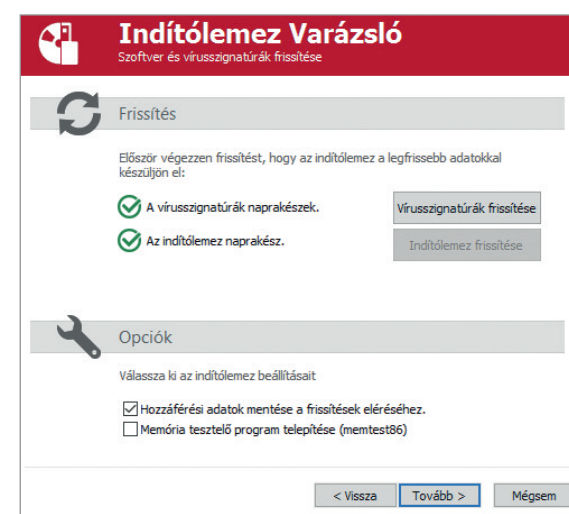 Indítólemez Varázsló
Szoftver és vírusszignatúrák frissítése
Frissítés
Először végezzen frissítést, hogy az indítólemez a legfrissebb adatokkal
készüljön el:
A vírusszignatúrák naprakészek.
Vírusszignatúrák frissítése
Az indítólemez naprakész.
Indítólemez frissítése
Opciók
Válassza ki az indítólemez beállításait
Hozzáférési adatok mentése a frissítések eléréséhez.
Memória tesztelő program telepítése (memtest86)
< Vissza
Tovább >
Mégsem